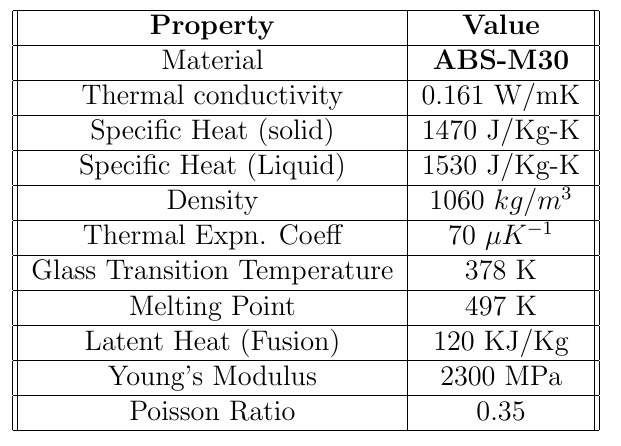 Property Value
Material ABS-M30
Thermal conductivity 0.161 W/mK
Specific Heat (solid) 1470 J/Kg-K
Specific Heat (Liquid) 1530 J/Kg-K
Density 1060 kg/m³
Thermal Expn. Coeff 70 μK⁻¹
Glass Transition Temperature 378 K
Melting Point 497 K
Latent Heat (Fusion) 120 KJ/Kg
Young's Modulus 2300 MPa
Poisson Ratio 0.35